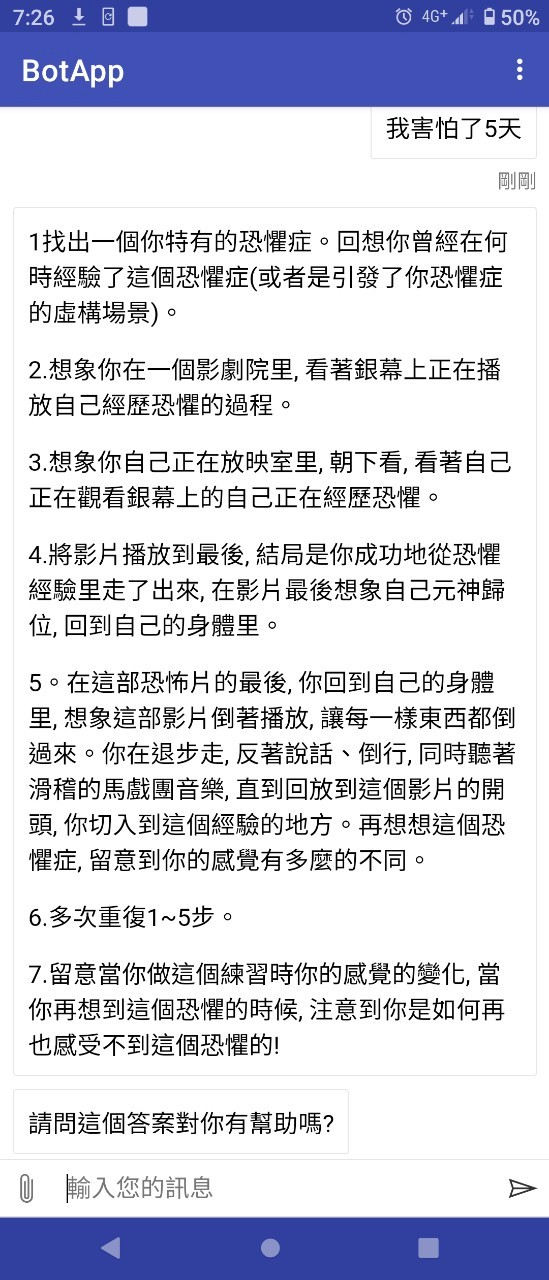 7:26
4G+
50%
BotApp
我害怕了5天
剛剛
1找出一個你特有的恐懼症。回想你曾經在何
時經驗了這個恐懼症(或者是引發了你恐懼症
的虛構場景)。
2.想象你在一個影劇院里, 看著銀幕上正在播
放自己經歷恐懼的過程。
3.想象你自己正在放映室里, 朝下看, 看著自己
正在觀看銀幕上的自己正在經歷恐懼。
4.將影片播放到最後, 結局是你成功地從恐懼
經驗里走了出來, 在影片最後想象自己元神歸
位, 回到自己的身體里。
5。在這部恐怖片的最後, 你回到自己的身體
里, 想象這部影片倒著播放, 讓每一樣東西都倒
過來。你在退步走, 反著說話、倒行, 同時聽著
滑稽的馬戲團音樂, 直到回放到這個影片的開
頭, 你切入到這個經驗的地方。再想想這個恐
懼症, 留意到你的感覺有多麼的不同。
6.多次重復1~5步。
7.留意當你做這個練習時你的感覺的變化, 當
你再想到這個恐懼的時候, 注意到你是如何再
也感受不到這個恐懼的!
請問這個答案對你有幫助嗎?
輸入您的訊息